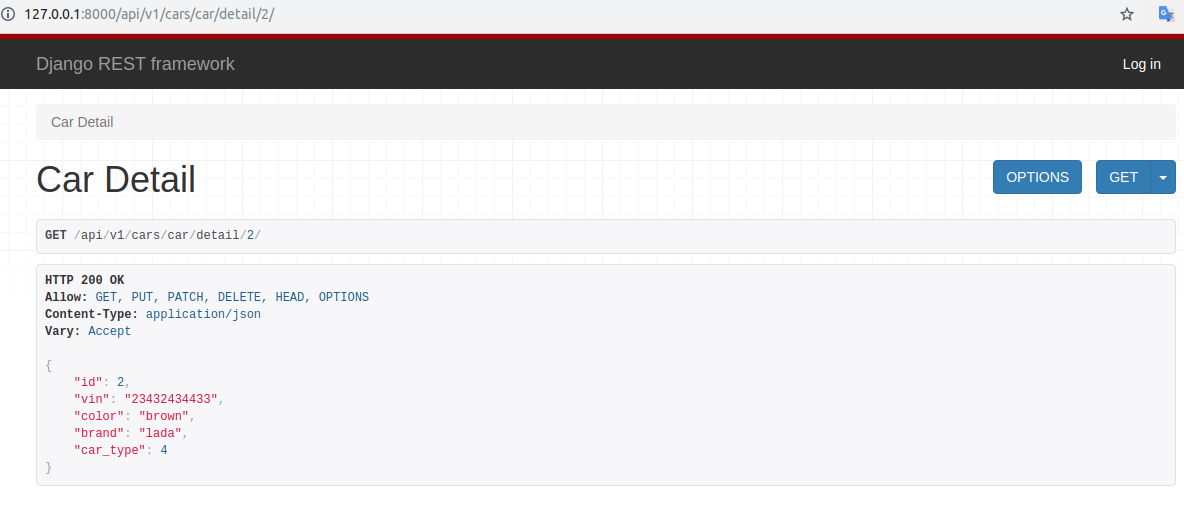 127.0.0.1:8000/api/v1/cars/car/detail/2/
Django REST framework
Log in
Car Detail
Car Detail
OPTIONS
GET
GET /api/v1/cars/car/detail/2/
HTTP 200 OK
Allow: GET, PUT, PATCH, DELETE, HEAD, OPTIONS
Content-Type: application/json
Vary: Accept
{
    "id": 2,
    "vin": "23432434433",
    "color": "brown",
    "brand": "lada",
    "car_type": 4
}